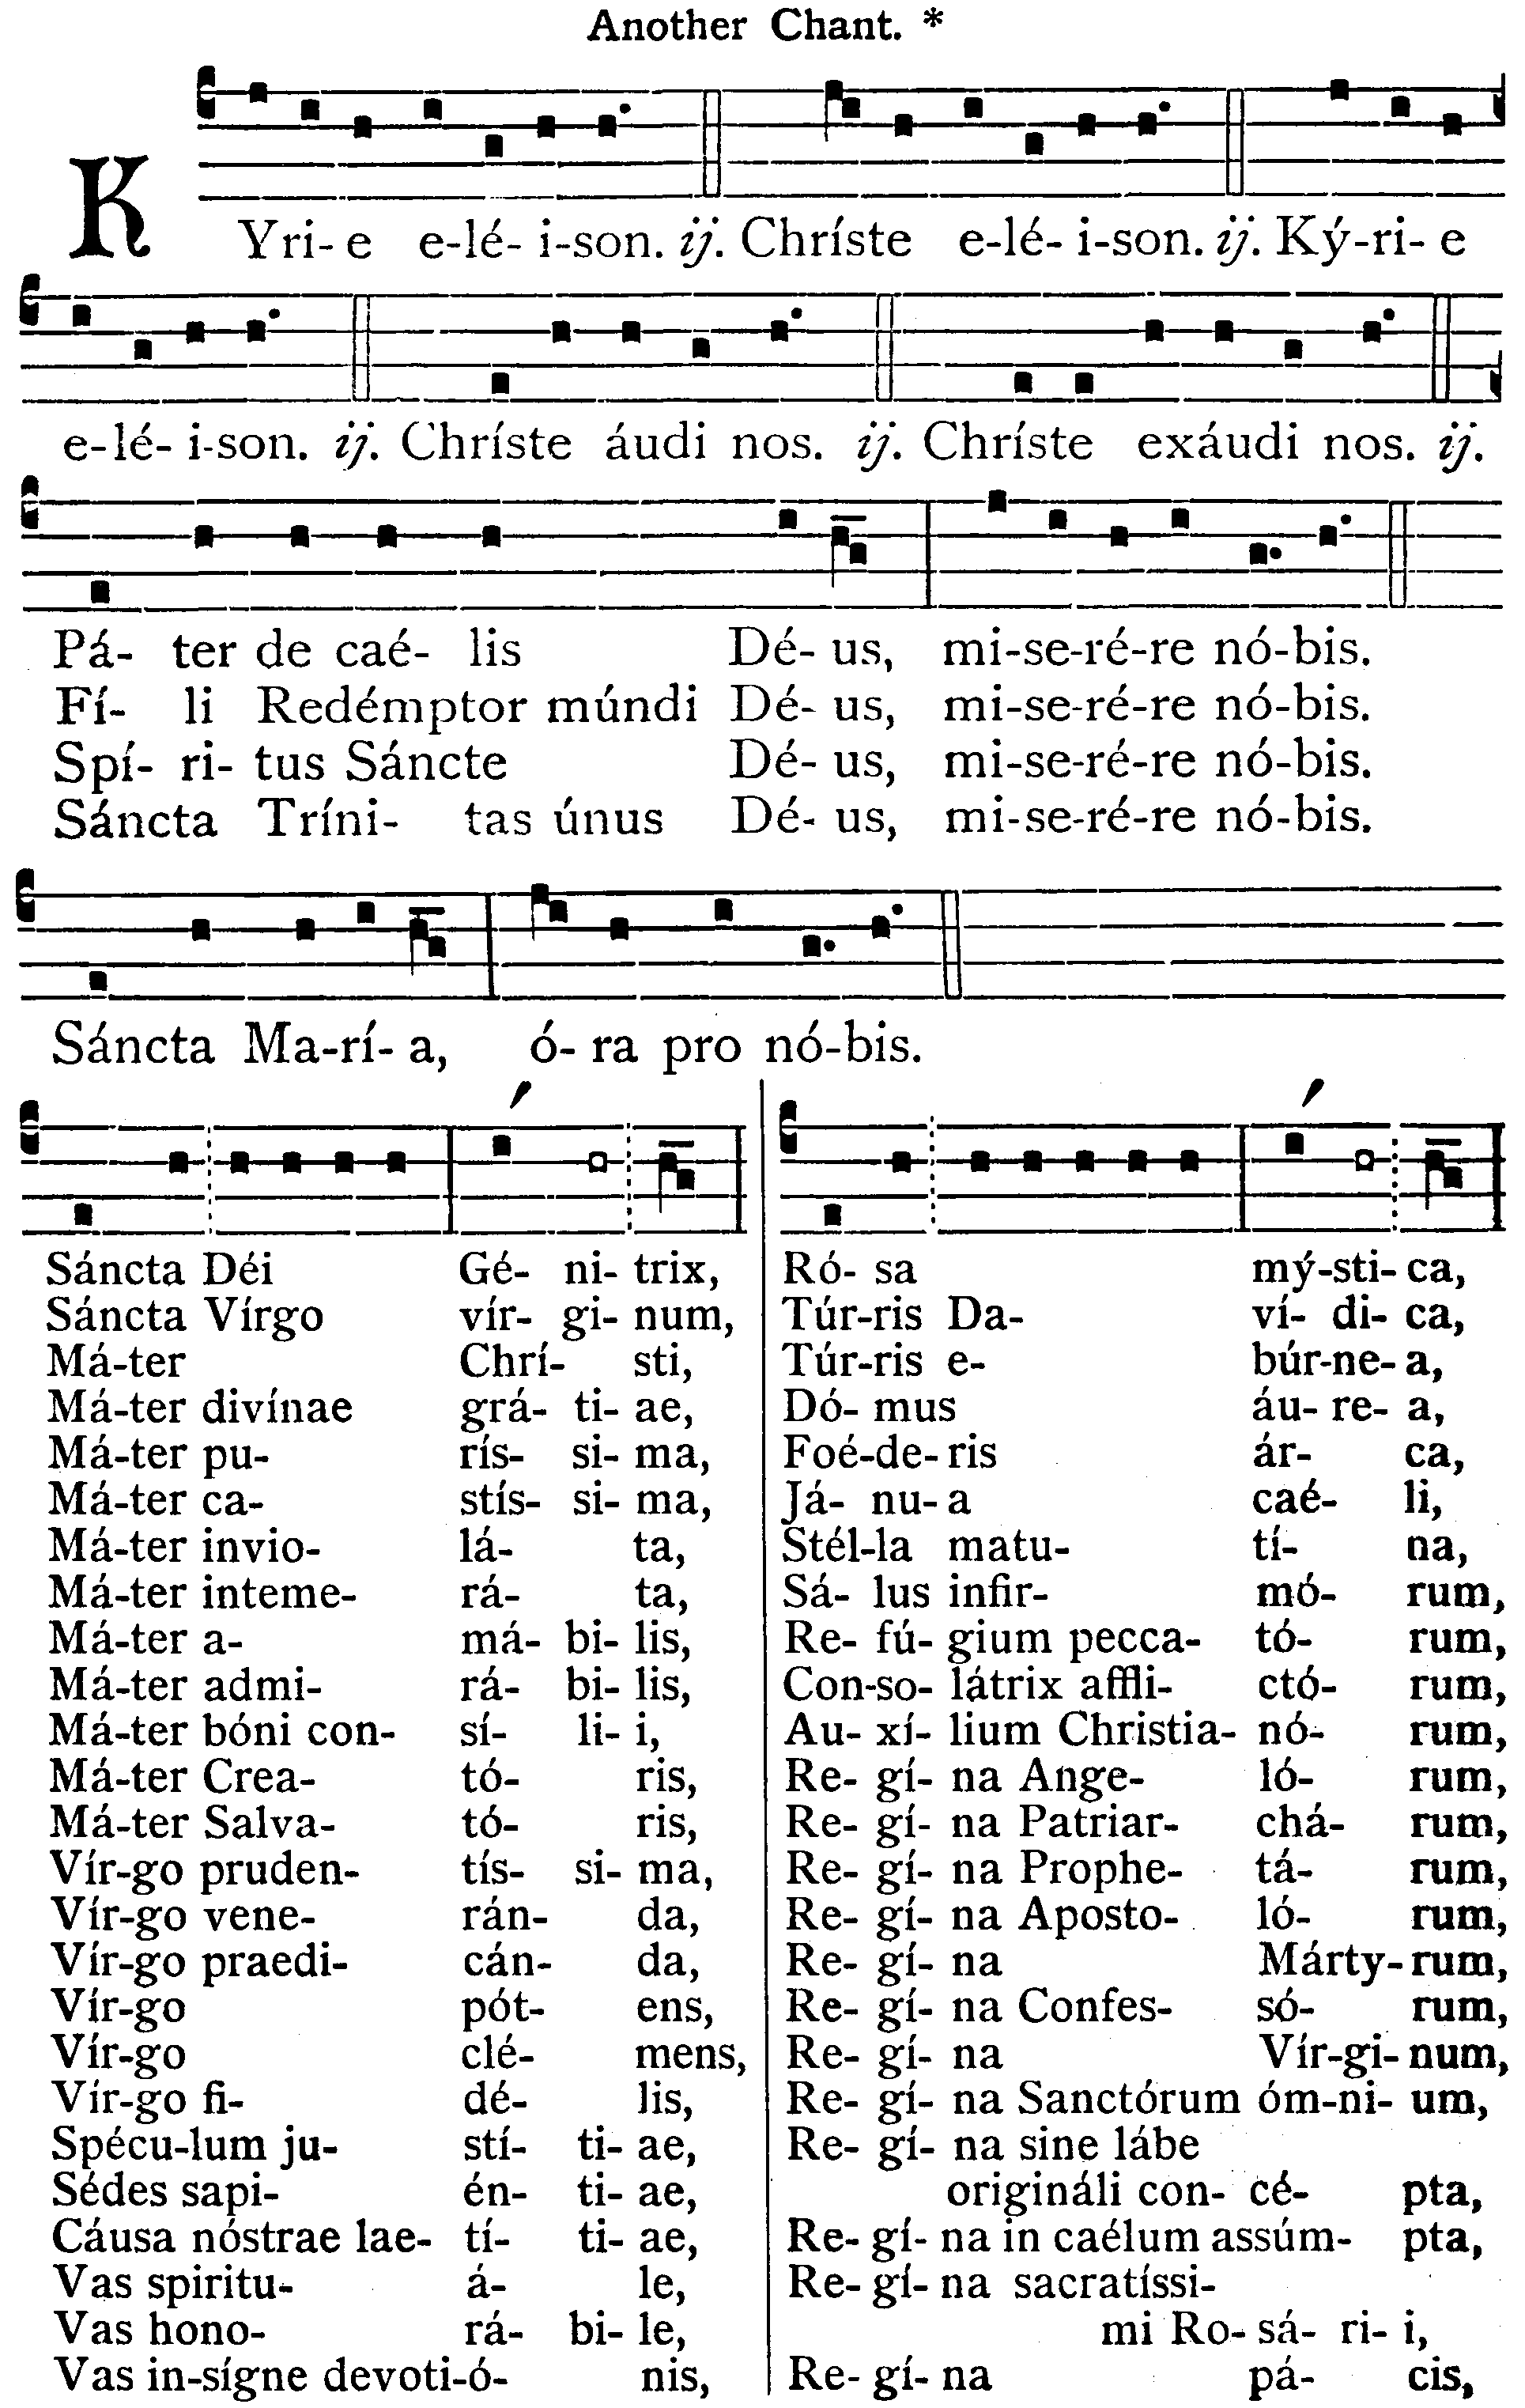 Another Chant. *
KYri- e e-lé- i-son. ij. Chríste e-lé- i-son. ij. Ký-ri- e
e-lé- i-son. ij. Chríste áudi nos. ij. Chríste exáudi nos. ij.
Pá- ter de caé- lis Dé- us, mi-se-ré-re nó-bis.
Fí- li Redémptor múndi Dé- us, mi-se-ré-re nó-bis.
Spí- ri- tus Sáncte Dé- us, mi-se-ré-re nó-bis.
Sáncta Tríni- tas únus Dé- us, mi-se-ré-re nó-bis.
Sáncta Ma-rí- a, ó- ra pro nó-bis.
Sáncta Déi Gé- ni- trix,
Sáncta Vírgo vír- gi- num,
Má-ter Chrí- sti,
Má-ter divínae grá- ti- ae,
Má-ter pu- rís- si- ma,
Má-ter ca- stís- si- ma,
Má-ter invio- lá- ta,
Má-ter inteme- rá- ta,
Má-ter a- má- bi- lis,
Má-ter admi- rá- bi- lis,
Má-ter bóni con- sí- li- i,
Má-ter Crea- tó- ris,
Má-ter Salva- tó- ris,
Vír-go pruden- tís- si- ma,
Vír-go vene- rán- da,
Vír-go praedi- cán- da,
Vír-go pót- ens,
Vír-go clé- mens,
Vír-go fi- dé- lis,
Spécu-lum ju- stí- ti- ae,
Sédes sapi- én- ti- ae,
Cáusa nóstrae lae- tí- ti- ae,
Vas spiritu- á- le,
Vas hono- rá- bi- le,
Vas in-sígne devoti-ó- nis,
Ró- sa mý-sti- ca,
Túr-ris Da- ví- di- ca,
Túr-ris e- búr-ne- a,
Dó- mus áu- re- a,
Foé-de- ris ár- ca,
Já- nu- a caé- li,
Stél-la matu- tí- na,
Sá- lus infir- mó- rum,
Re- fú- gium pecca- tó- rum,
Con-so- látrix affli- ctó- rum,
Au- xí- lium Christia- nó- rum,
Re- gí- na Ange- ló- rum,
Re- gí- na Patriar- chá- rum,
Re- gí- na Prophe- tá- rum,
Re- gí- na Aposto- ló- rum,
Re- gí- na Márty- rum,
Re- gí- na Confes- só- rum,
Re- gí- na Vír-gi- num,
Re- gí- na Sanctórum óm-ni- um,
Re- gí- na sine lábe
origináli con- cé- pta,
Re- gí- na in caélum assúm- pta,
Re- gí- na sacratíssi-
mi Ro- sá- ri- i,
Re- gí- na pá- cis,